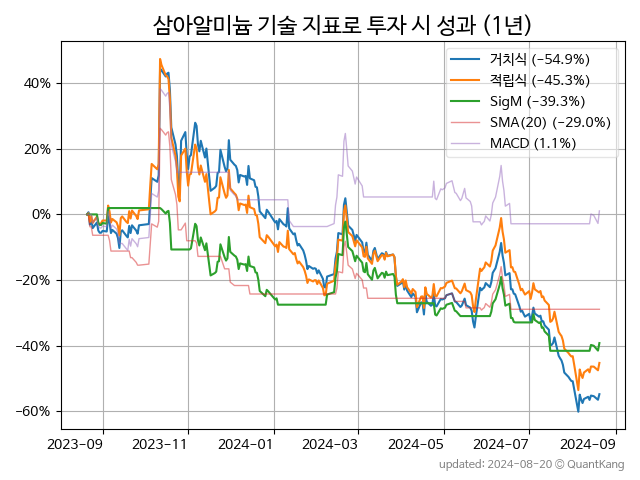 삼아알미늄 기술 지표로 투자 시 성과 (1년)
거치식 (−54.9%)
적립식 (−45.3%)
SigM (−39.3%)
SMA(20) (−29.0%)
MACD (1.1%)
40%
20%
0%
−20%
−40%
−60%
2023-09
2023-11
2024-01
2024-03
2024-05
2024-07
2024-09
updated: 2024-08-20 © QuantKang